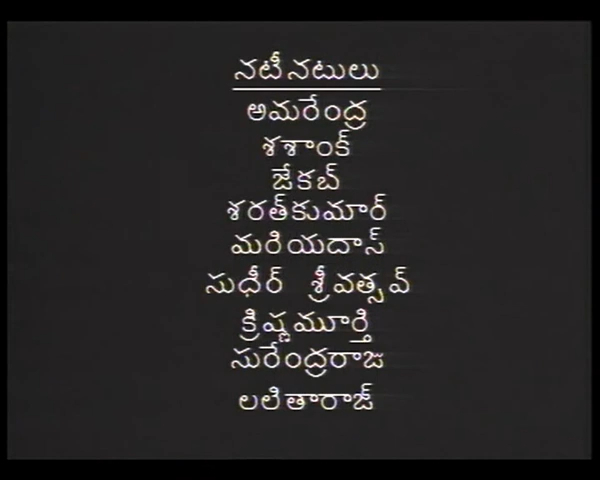 నటీనటులు
అమరేంద్ర
శశాంక్
జేకబ్
శరత్‌కుమార్
మరియదాస్
సుధీర్ శ్రీవత్సవ్
క్రిష్ణమూర్తి
సురేంద్రరాజు
లలితారాజ్